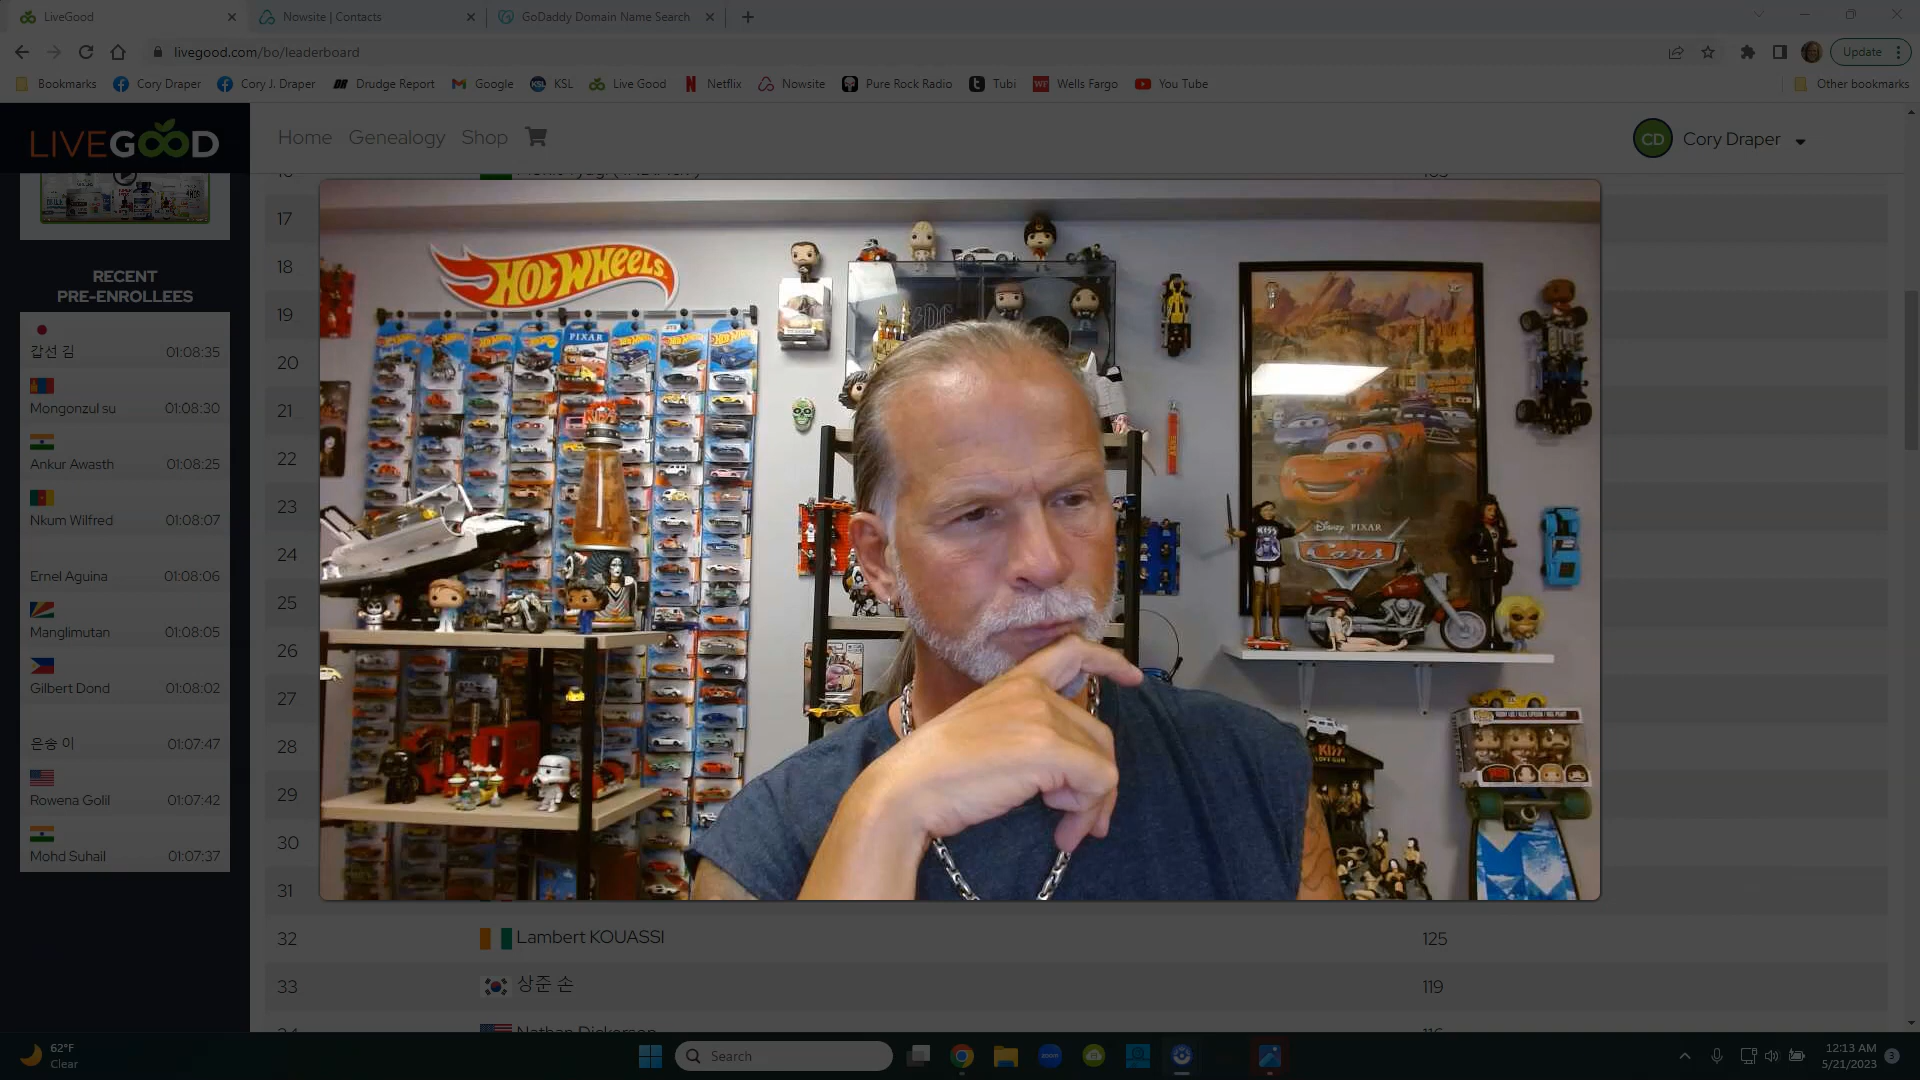 LiveGood
Nowsite | Contacts
GoDaddy Domain Name Search
livegood.com/bo/leaderboard
Update
Bookmarks
Cory Draper
Cory J. Draper
Drudge Report
Google
KSL
Live Good
Netflix
Nowsite
Pure Rock Radio
Tubi
Wells Fargo
You Tube
Other bookmarks
LIVEGOOD
Home
Genealogy
Shop
CD
Cory Draper
RECENT
PRE-ENROLLEES
갑선 김 01:08:35
Mongonzul su 01:08:30
Ankur Awasth 01:08:25
Nkum Wilfred 01:08:07
Ernel Aguina 01:08:06
Manglimutan 01:08:05
Gilbert Dond 01:08:02
은송 이 01:07:47
Rowena Golil 01:07:42
Mohd Suhail 01:07:37
17
18
19
20
21
22
23
24
25
26
27
28
29
30
31
32 Lambert KOUASSI 125
33 상준 손 119
HOT WHEELS
PIXAR
AC/DC
KISS
Disney PIXAR
Cars
KISS
LOVE GUN
62°F
Clear
Search
12:13 AM
5/21/2023
3